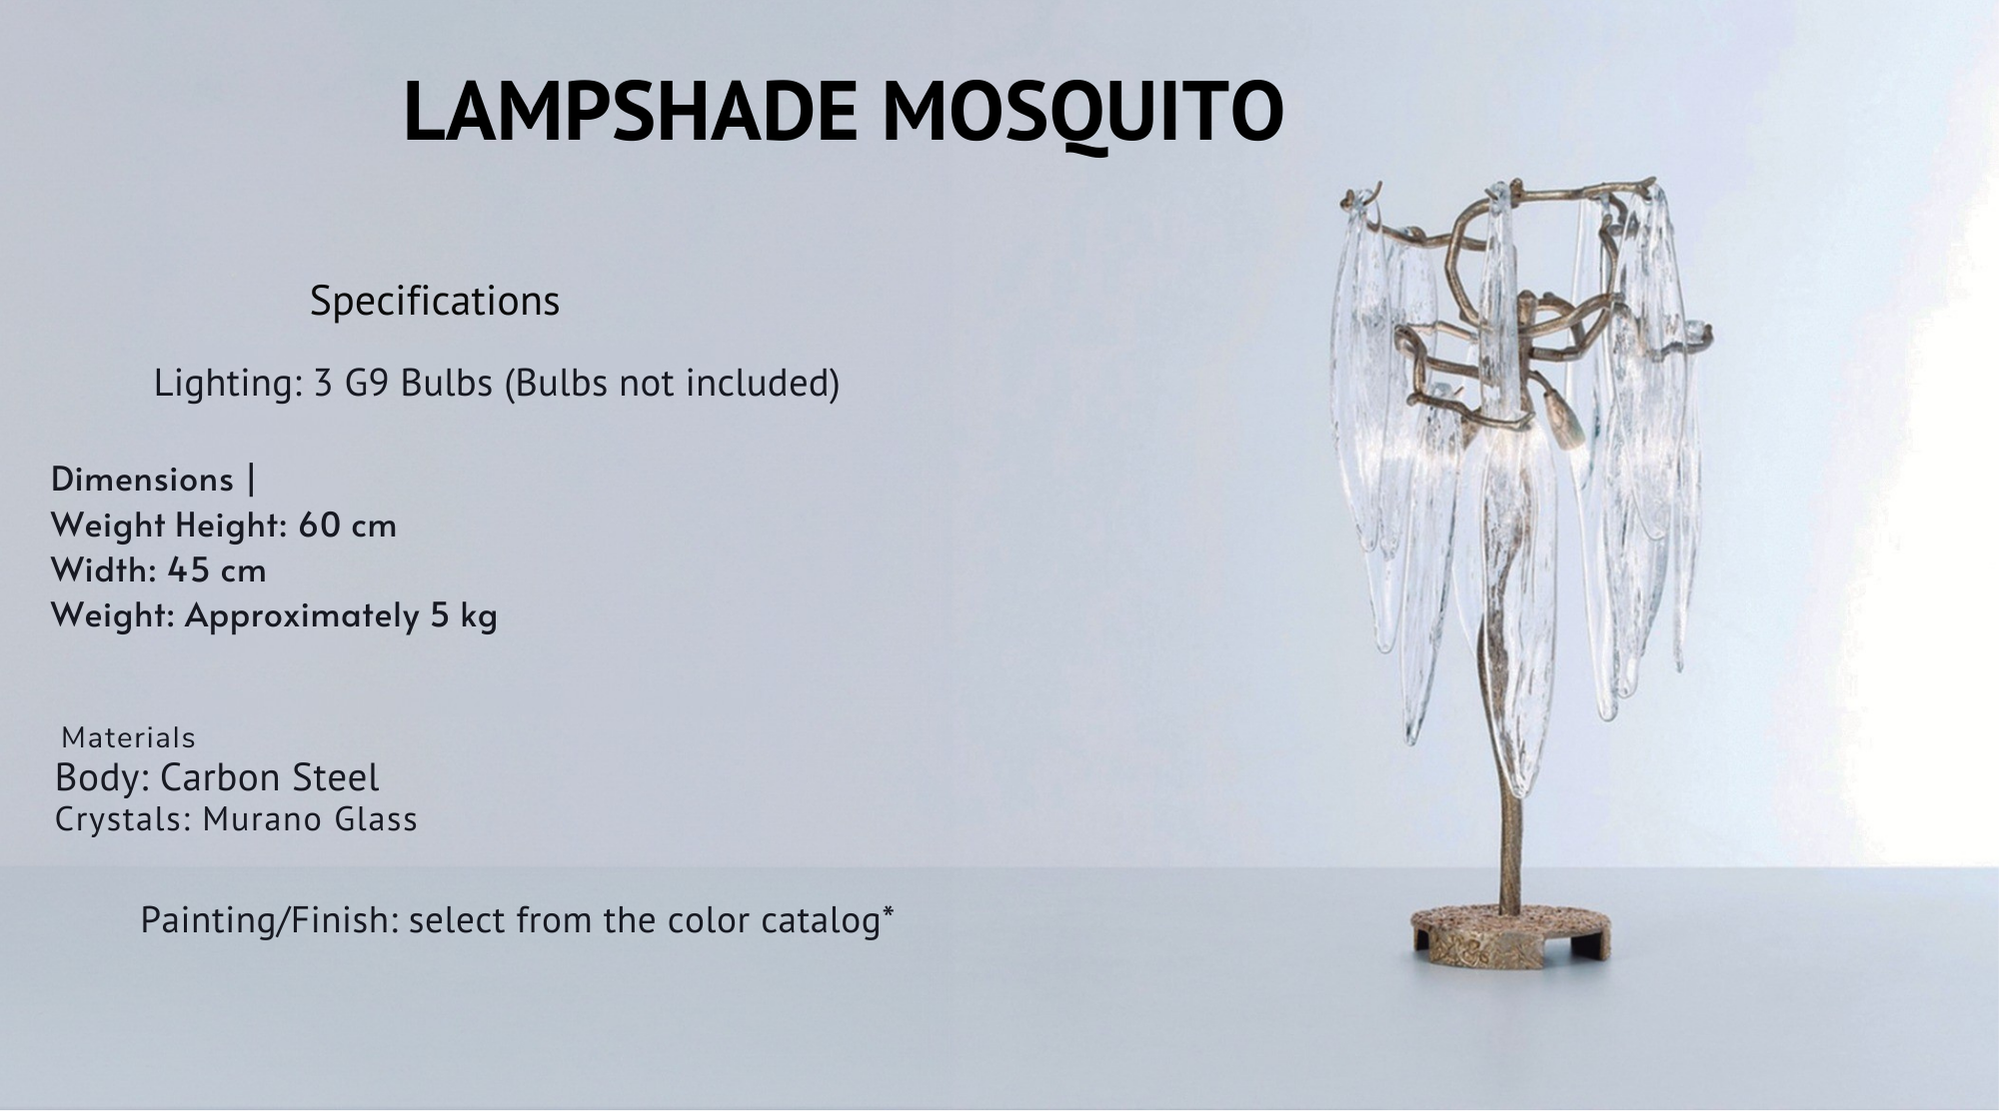 LAMPSHADE MOSQUITO
Specifications
Lighting: 3 G9 Bulbs (Bulbs not included)
Dimensions |
Weight Height: 60 cm
Width: 45 cm
Weight: Approximately 5 kg
Materials
Body: Carbon Steel
Crystals: Murano Glass
Painting/Finish: select from the color catalog*